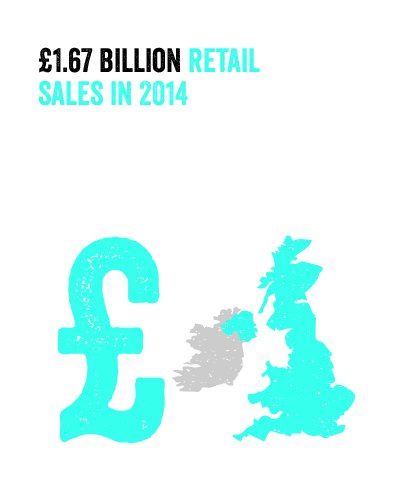 £1.67 BILLION RETAIL
SALES IN 2014
£